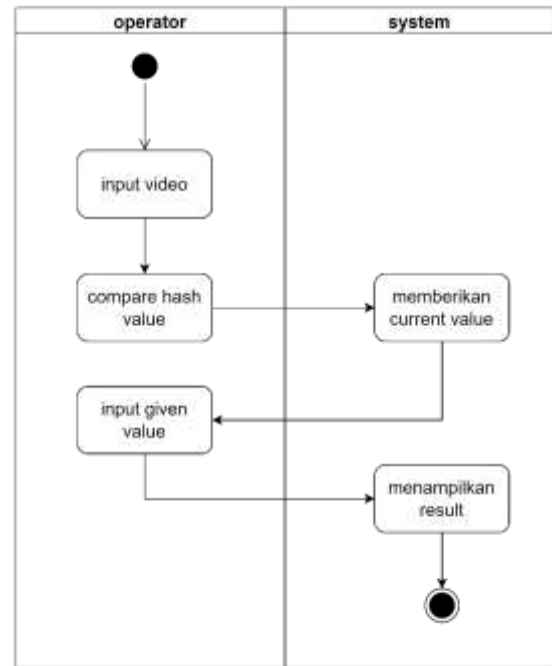 operator
system
input video
compare hash
value
memberikan
current value
input given
value
menampilkan
result